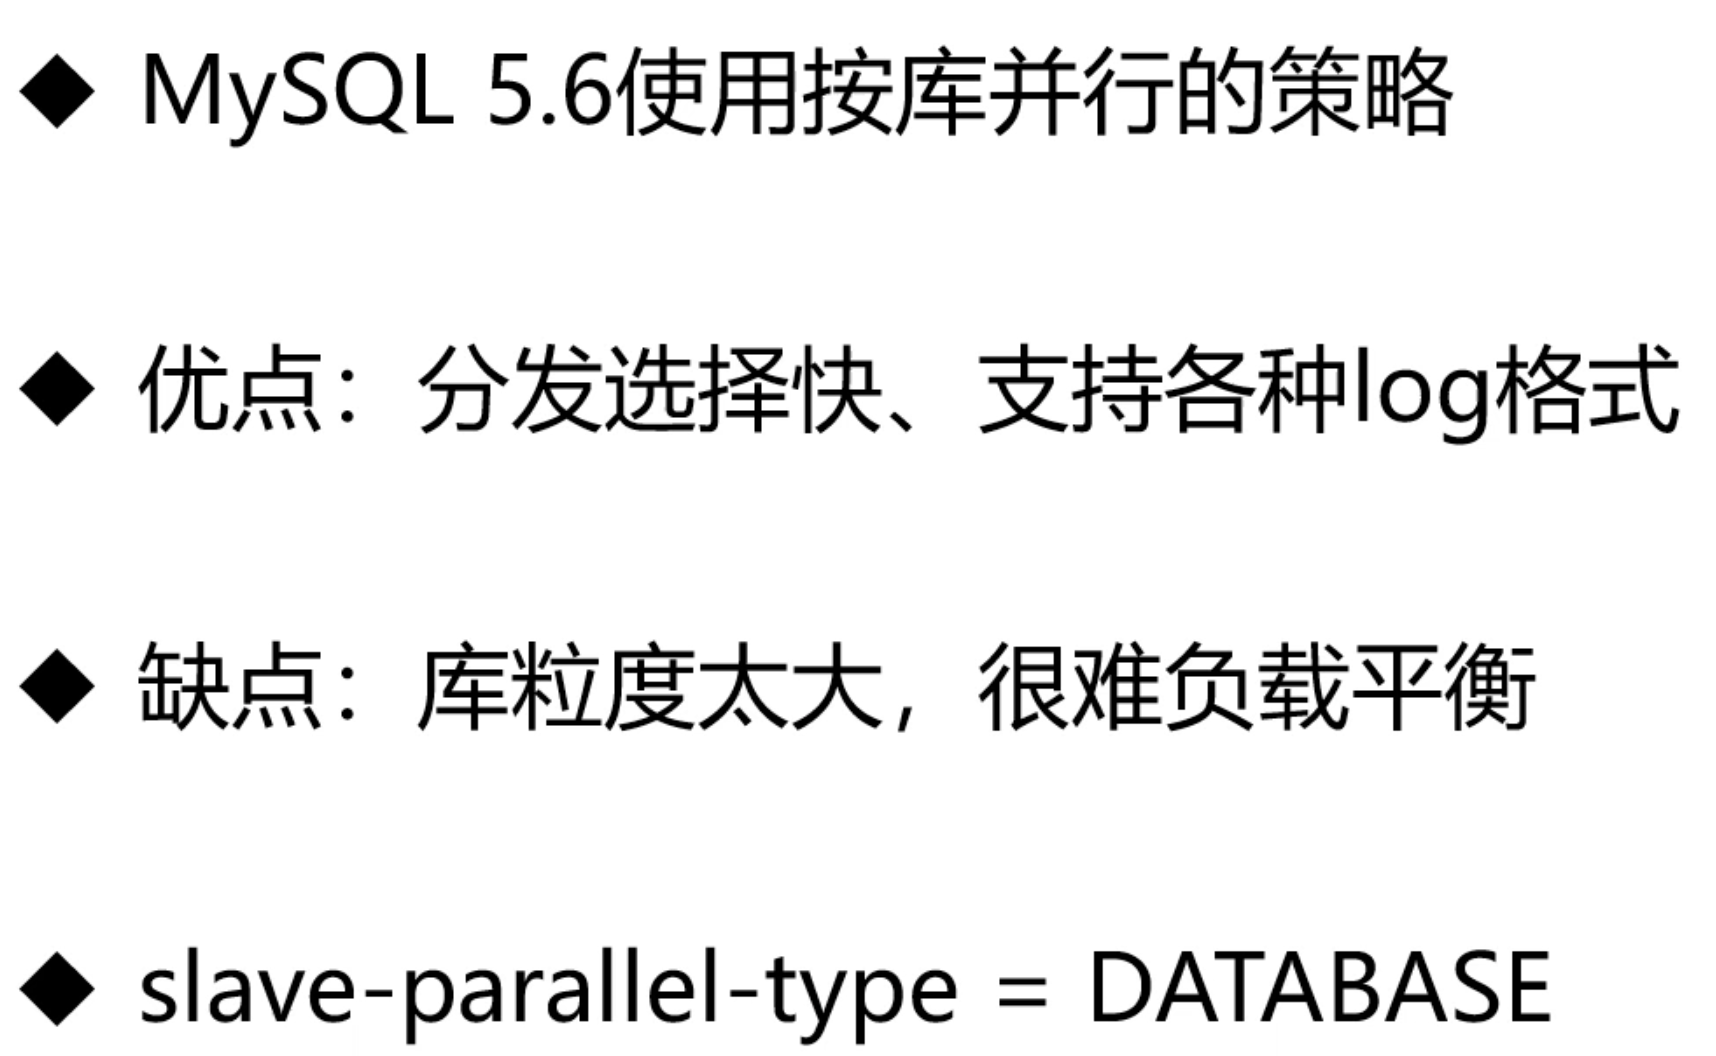 ◆ MySQL 5.6使用按库并行的策略
◆ 优点：分发选择快、支持各种log格式
◆ 缺点：库粒度太大，很难负载平衡
◆ slave-parallel-type = DATABASE